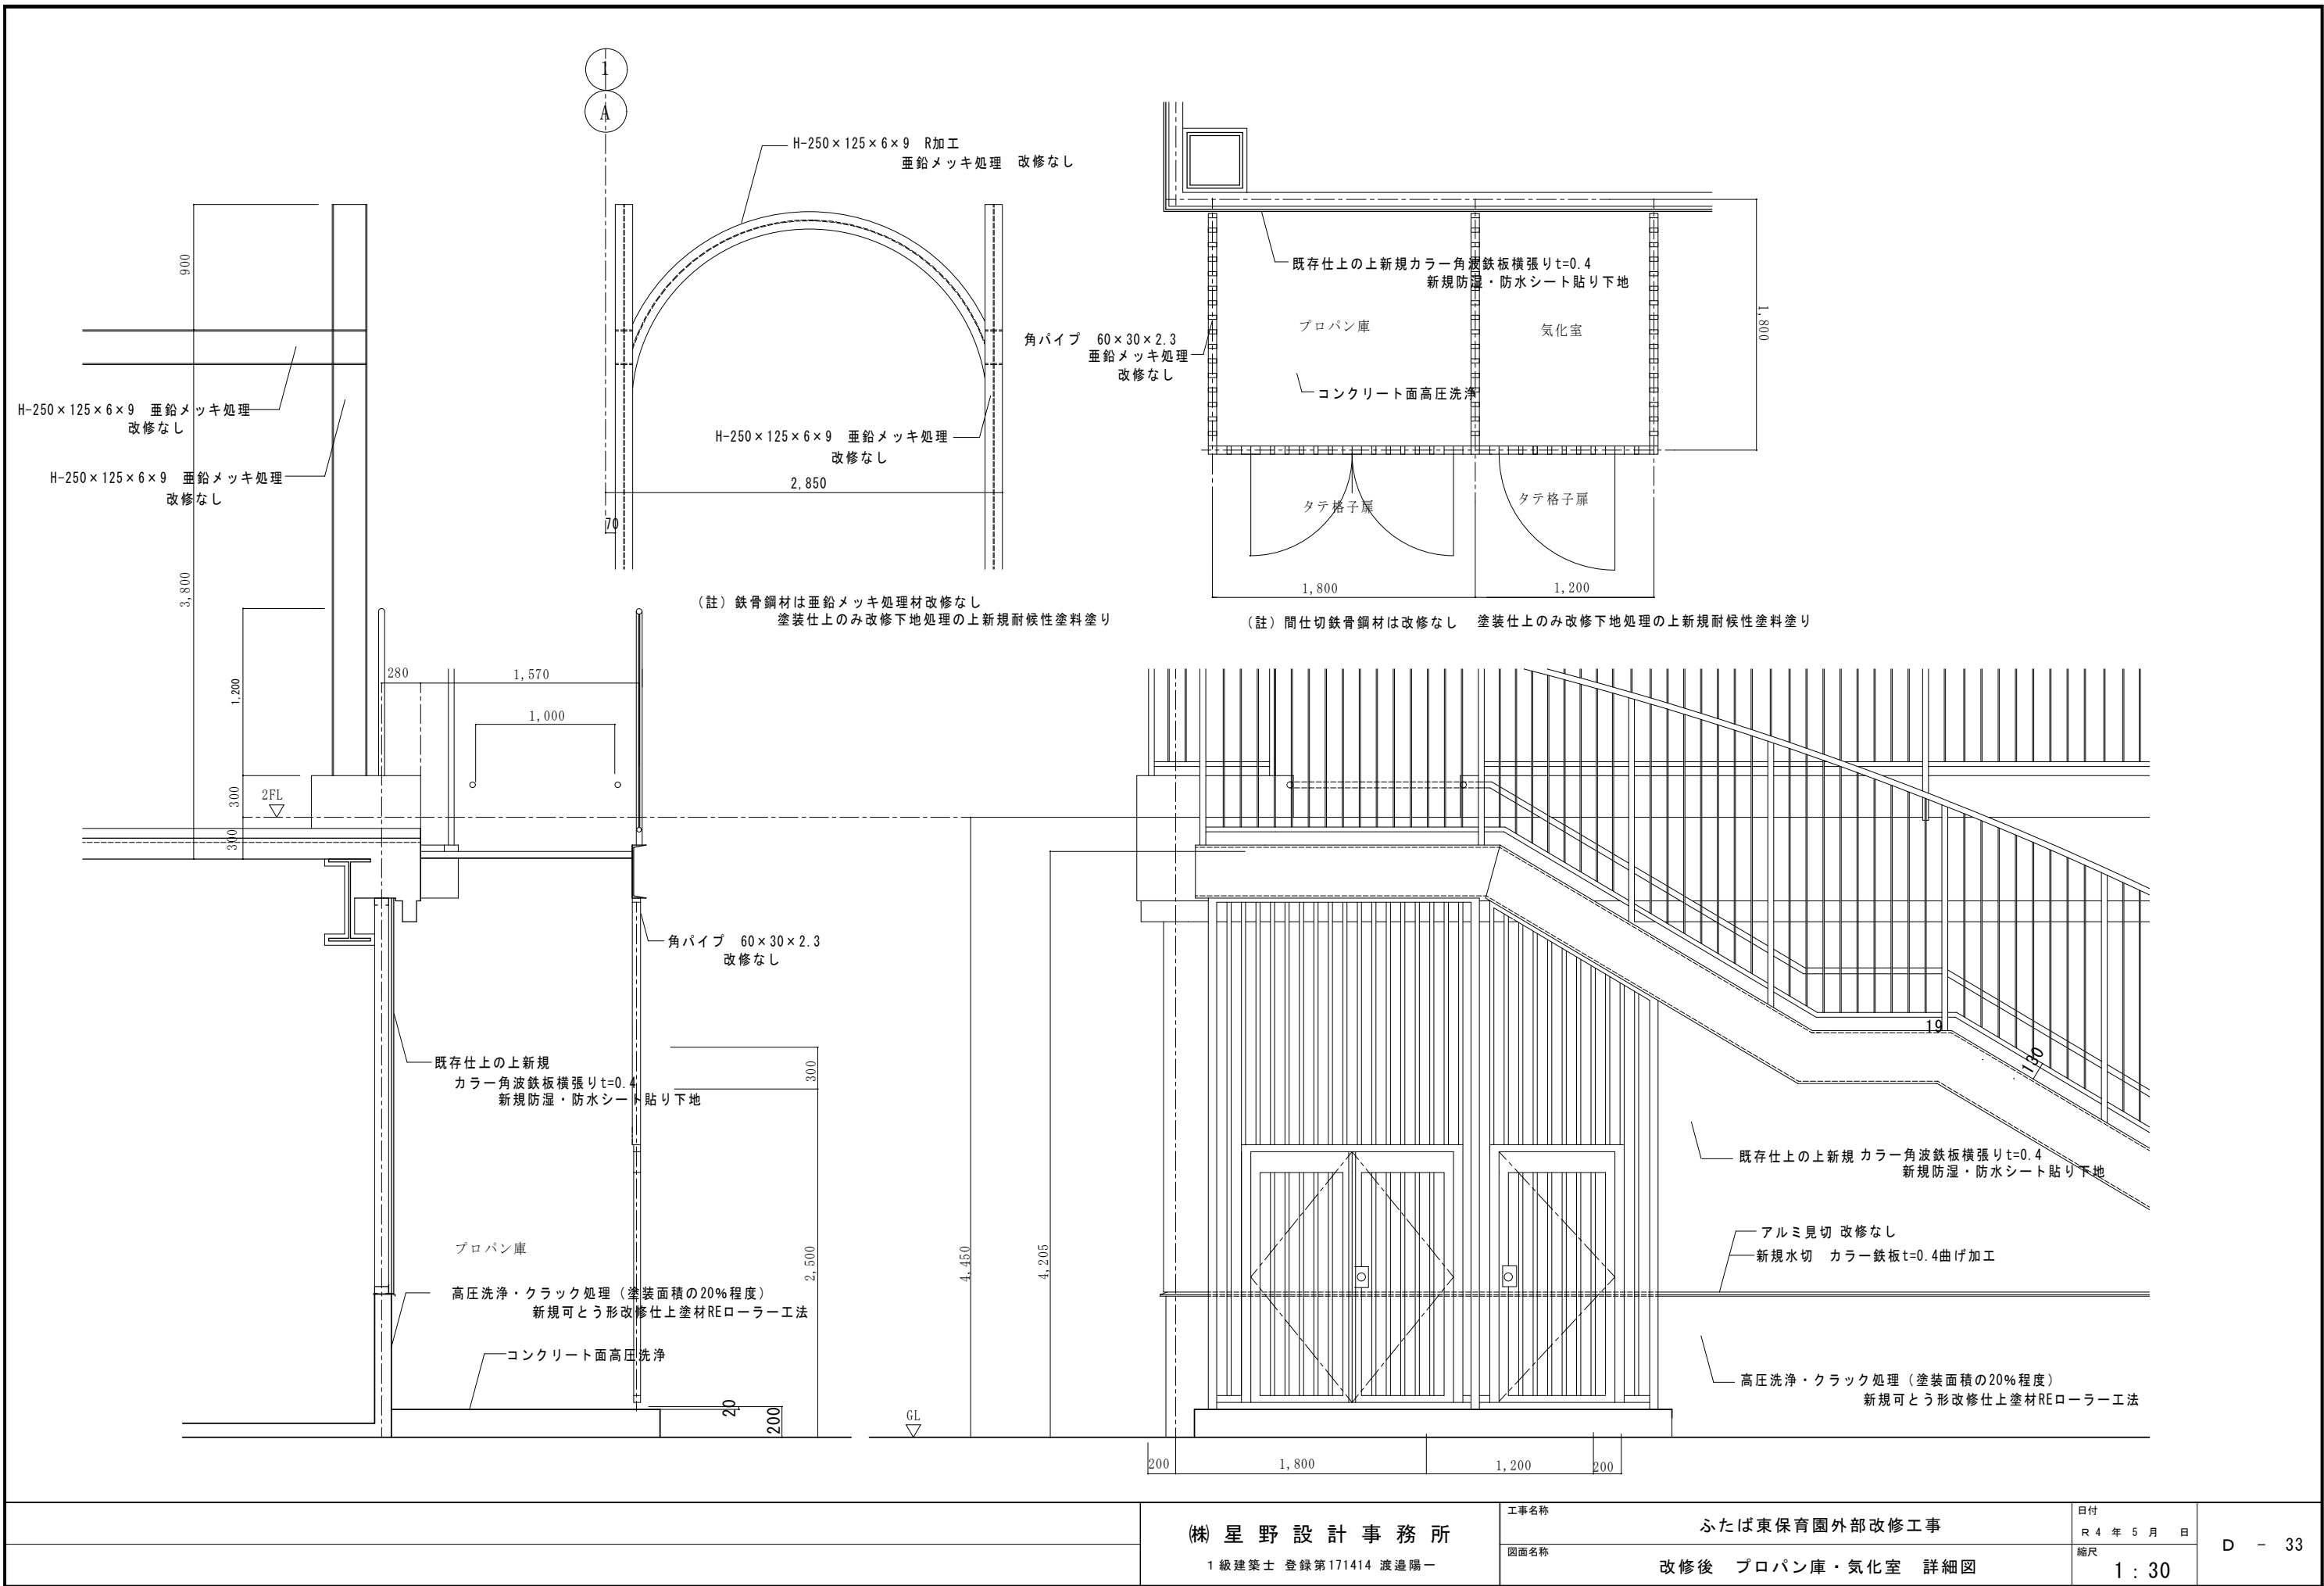 1
A
H-250×125×6×9　R加工
亜鉛メッキ処理　改修なし
900
H-250×125×6×9　亜鉛メッキ処理
改修なし
H-250×125×6×9　亜鉛メッキ処理
改修なし
3,800
H-250×125×6×9　亜鉛メッキ処理
改修なし
2,850
70
（註）鉄骨鋼材は亜鉛メッキ処理材改修なし
塗装仕上のみ改修下地処理の上新規耐候性塗料塗り
既存仕上の上新規カラー角波鉄板横張りt=0.4
新規防湿・防水シート貼り下地
プロパン庫
気化室
1,800
角パイプ　60×30×2.3
亜鉛メッキ処理
改修なし
コンクリート面高圧洗浄
タテ格子扉
タテ格子扉
1,800
1,200
（註）間仕切鉄骨鋼材は改修なし　塗装仕上のみ改修下地処理の上新規耐候性塗料塗り
280
1,570
1,200
1,000
300
2FL
300
角パイプ　60×30×2.3
改修なし
既存仕上の上新規
カラー角波鉄板横張りt=0.4
新規防湿・防水シート貼り下地
300
プロパン庫
2,500
高圧洗浄・クラック処理（塗装面積の20%程度）
新規可とう形改修仕上塗材REローラー工法
コンクリート面高圧洗浄
20
200
GL
4,450
4,205
19
130
既存仕上の上新規 カラー角波鉄板横張りt=0.4
新規防湿・防水シート貼り下地
アルミ見切 改修なし
新規水切　カラー鉄板t=0.4曲げ加工
高圧洗浄・クラック処理（塗装面積の20%程度）
新規可とう形改修仕上塗材REローラー工法
200
1,800
1,200
200
㈱ 星 野 設 計 事 務 所
1級建築士 登録第171414 渡邉陽一
工事名称
ふたば東保育園外部改修工事
図面名称
改修後　プロパン庫・気化室　詳細図
日付
R 4 年 5 月　日
縮尺
1 : 30
D - 33